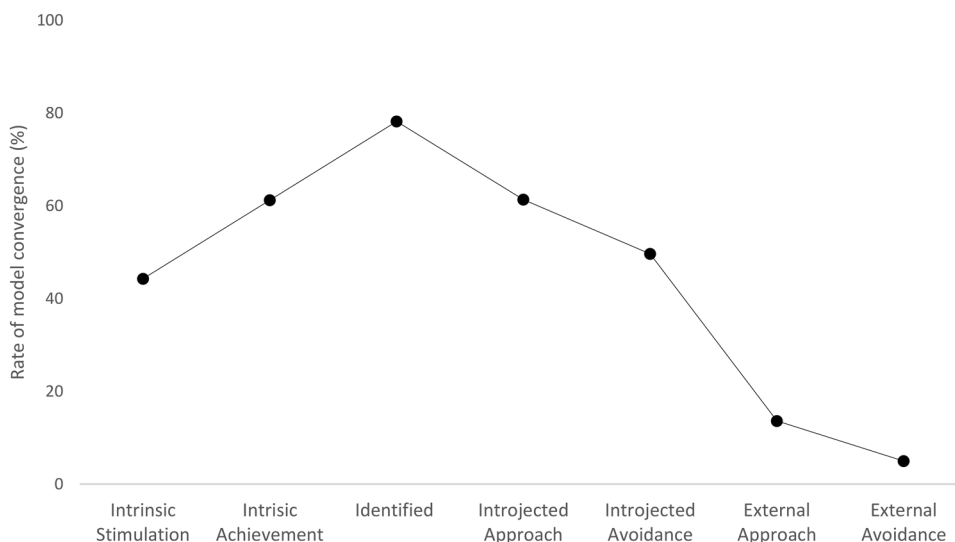 100
80
60
40
20
0
Rate of model convergence (%)
Intrinsic Stimulation
Intrisic Achievement
Identified
Introjected Approach
Introjected Avoidance
External Approach
External Avoidance